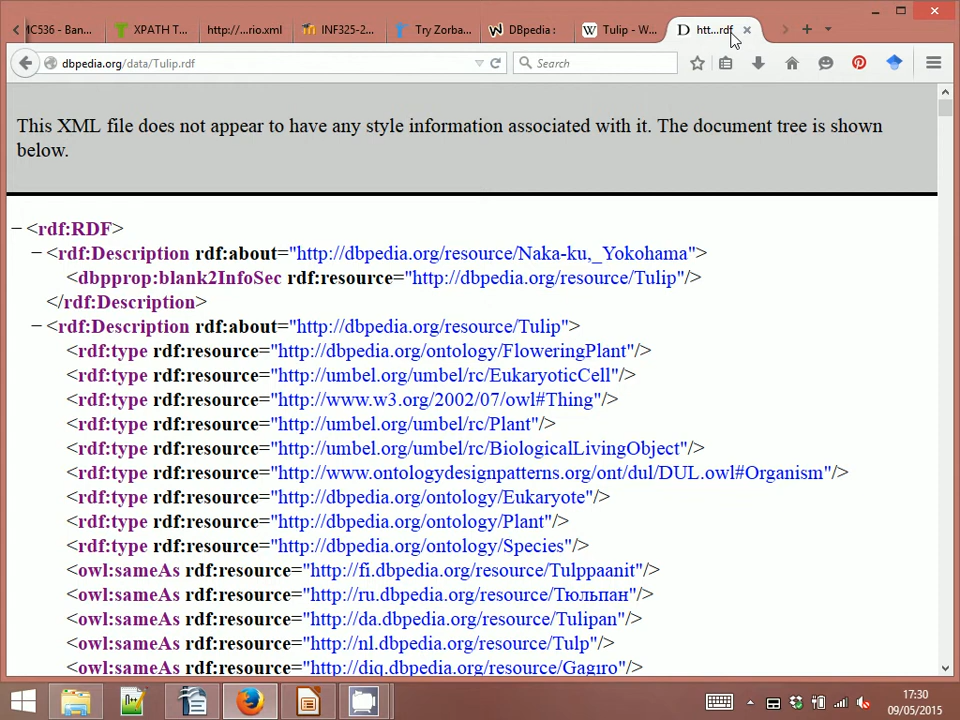 MC536 - Ban...
XPATH T...
http://...rio.xml
INF325-2...
Try Zorba...
DBpedia :
Tulip - W...
htt...rdf
dbpedia.org/data/Tulip.rdf
Search
This XML file does not appear to have any style information associated with it. The document tree is shown
below.
− <rdf:RDF>
− <rdf:Description rdf:about="http://dbpedia.org/resource/Naka-ku,_Yokohama">
<dbpprop:blank2InfoSec rdf:resource="http://dbpedia.org/resource/Tulip"/>
</rdf:Description>
− <rdf:Description rdf:about="http://dbpedia.org/resource/Tulip">
<rdf:type rdf:resource="http://dbpedia.org/ontology/FloweringPlant"/>
<rdf:type rdf:resource="http://umbel.org/umbel/rc/EukaryoticCell"/>
<rdf:type rdf:resource="http://www.w3.org/2002/07/owl#Thing"/>
<rdf:type rdf:resource="http://umbel.org/umbel/rc/Plant"/>
<rdf:type rdf:resource="http://umbel.org/umbel/rc/BiologicalLivingObject"/>
<rdf:type rdf:resource="http://www.ontologydesignpatterns.org/ont/dul/DUL.owl#Organism"/>
<rdf:type rdf:resource="http://dbpedia.org/ontology/Eukaryote"/>
<rdf:type rdf:resource="http://dbpedia.org/ontology/Plant"/>
<rdf:type rdf:resource="http://dbpedia.org/ontology/Species"/>
<owl:sameAs rdf:resource="http://fi.dbpedia.org/resource/Tulppaanit"/>
<owl:sameAs rdf:resource="http://ru.dbpedia.org/resource/Тюльпан"/>
<owl:sameAs rdf:resource="http://da.dbpedia.org/resource/Tulipan"/>
<owl:sameAs rdf:resource="http://nl.dbpedia.org/resource/Tulp"/>
<owl:sameAs rdf:resource="http://diq.dbpedia.org/resource/Gagıro"/>
17:30
09/05/2015